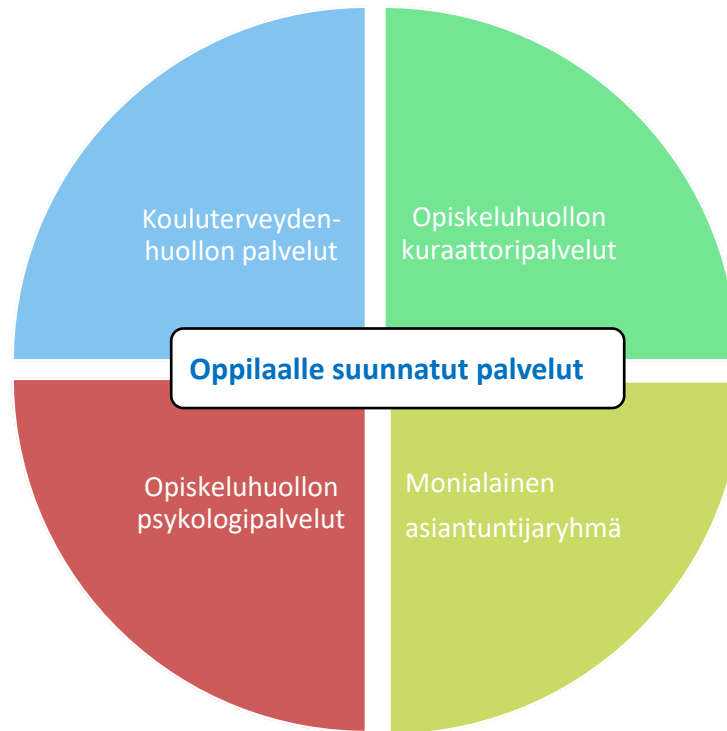 Kouluterveyden-
huollon palvelut
Opiskeluhuollon
kuraattoripalvelut
Oppilaalle suunnatut palvelut
Opiskeluhuollon
psykologipalvelut
Monialainen
asiantuntijaryhmä